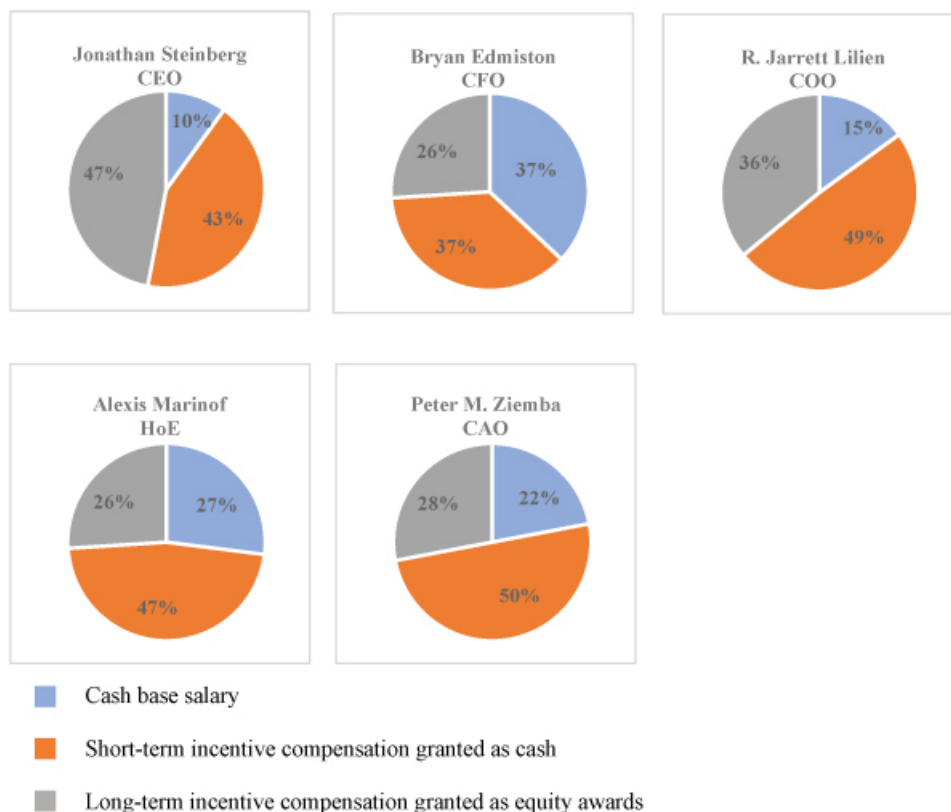 Jonathan Steinberg
CEO
10%
47%
43%
Bryan Edmiston
CFO
26%
37%
37%
R. Jarrett Lilien
COO
15%
36%
49%
Alexis Marinof
HoE
26%
27%
47%
Peter M. Ziemba
CAO
28%
22%
50%
Cash base salary
Short-term incentive compensation granted as cash
Long-term incentive compensation granted as equity awards